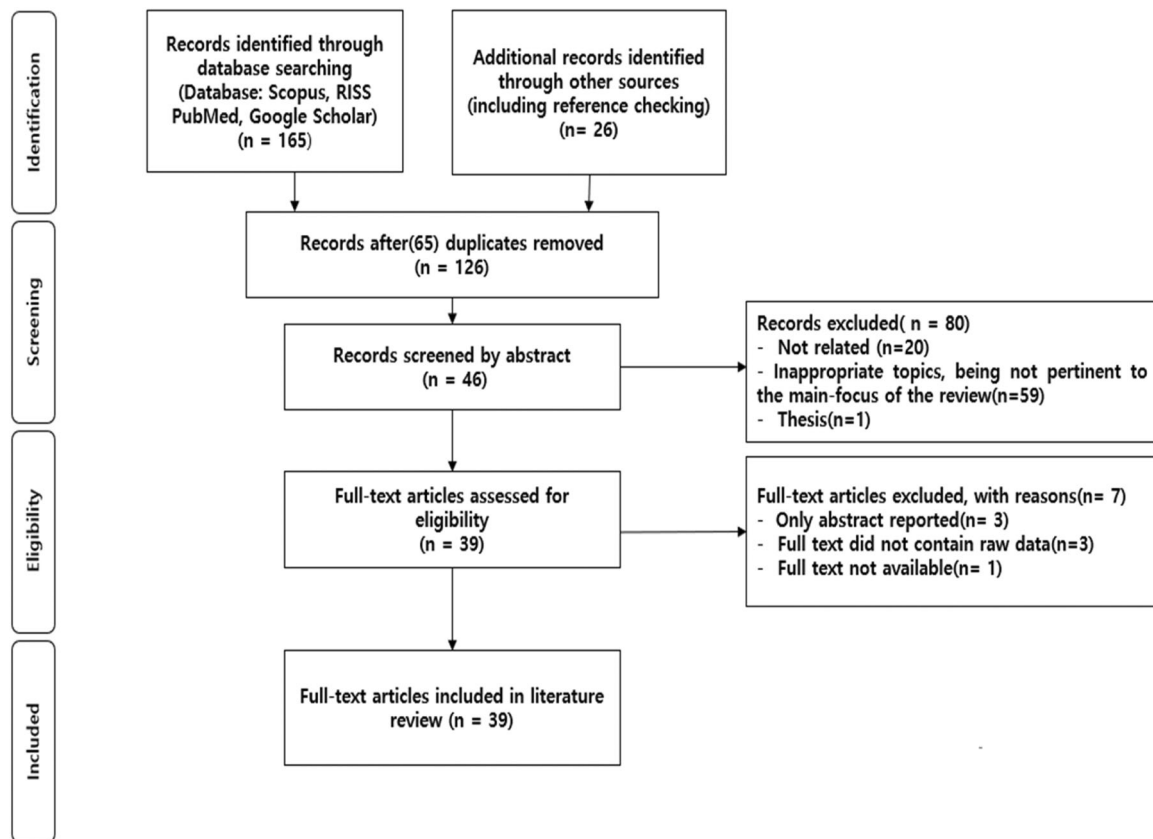 Identification
Records identified through
database searching
(Database: Scopus, RISS
PubMed, Google Scholar)
(n = 165)
Additional records identified
through other sources
(including reference checking)
(n= 26)
Screening
Records after(65) duplicates removed
(n = 126)
Records screened by abstract
(n = 46)
Records excluded( n = 80)
- Not related (n=20)
- Inappropriate topics, being not pertinent to
the main-focus of the review(n=59)
- Thesis(n=1)
Eligibility
Full-text articles assessed for
eligibility
(n = 39)
Full-text articles excluded, with reasons(n= 7)
- Only abstract reported(n= 3)
- Full text did not contain raw data(n=3)
- Full text not available(n= 1)
Included
Full-text articles included in literature
review (n = 39)